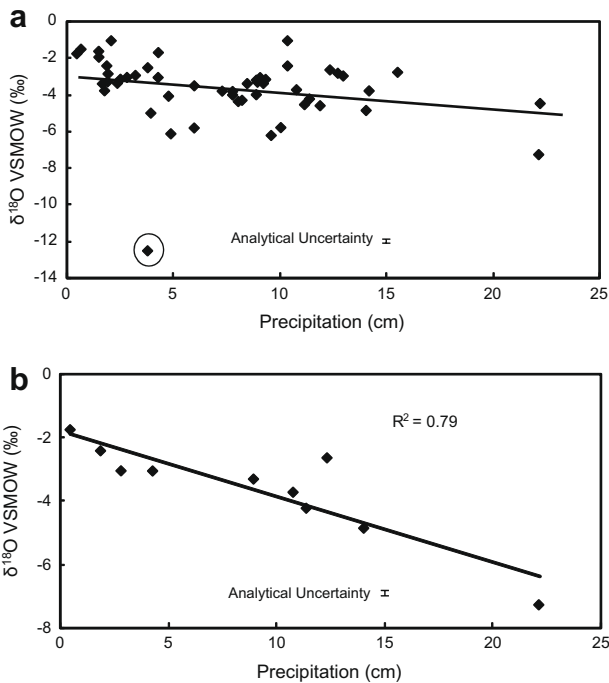 a
0
-2
-4
-6
-8
-10
-12
-14
δ¹⁸O VSMOW (‰)
Analytical Uncertainty
0 5 10 15 20 25
Precipitation (cm)
b
0
-2
-4
-6
-8
δ¹⁸O VSMOW (‰)
R² = 0.79
Analytical Uncertainty
0 5 10 15 20 25
Precipitation (cm)